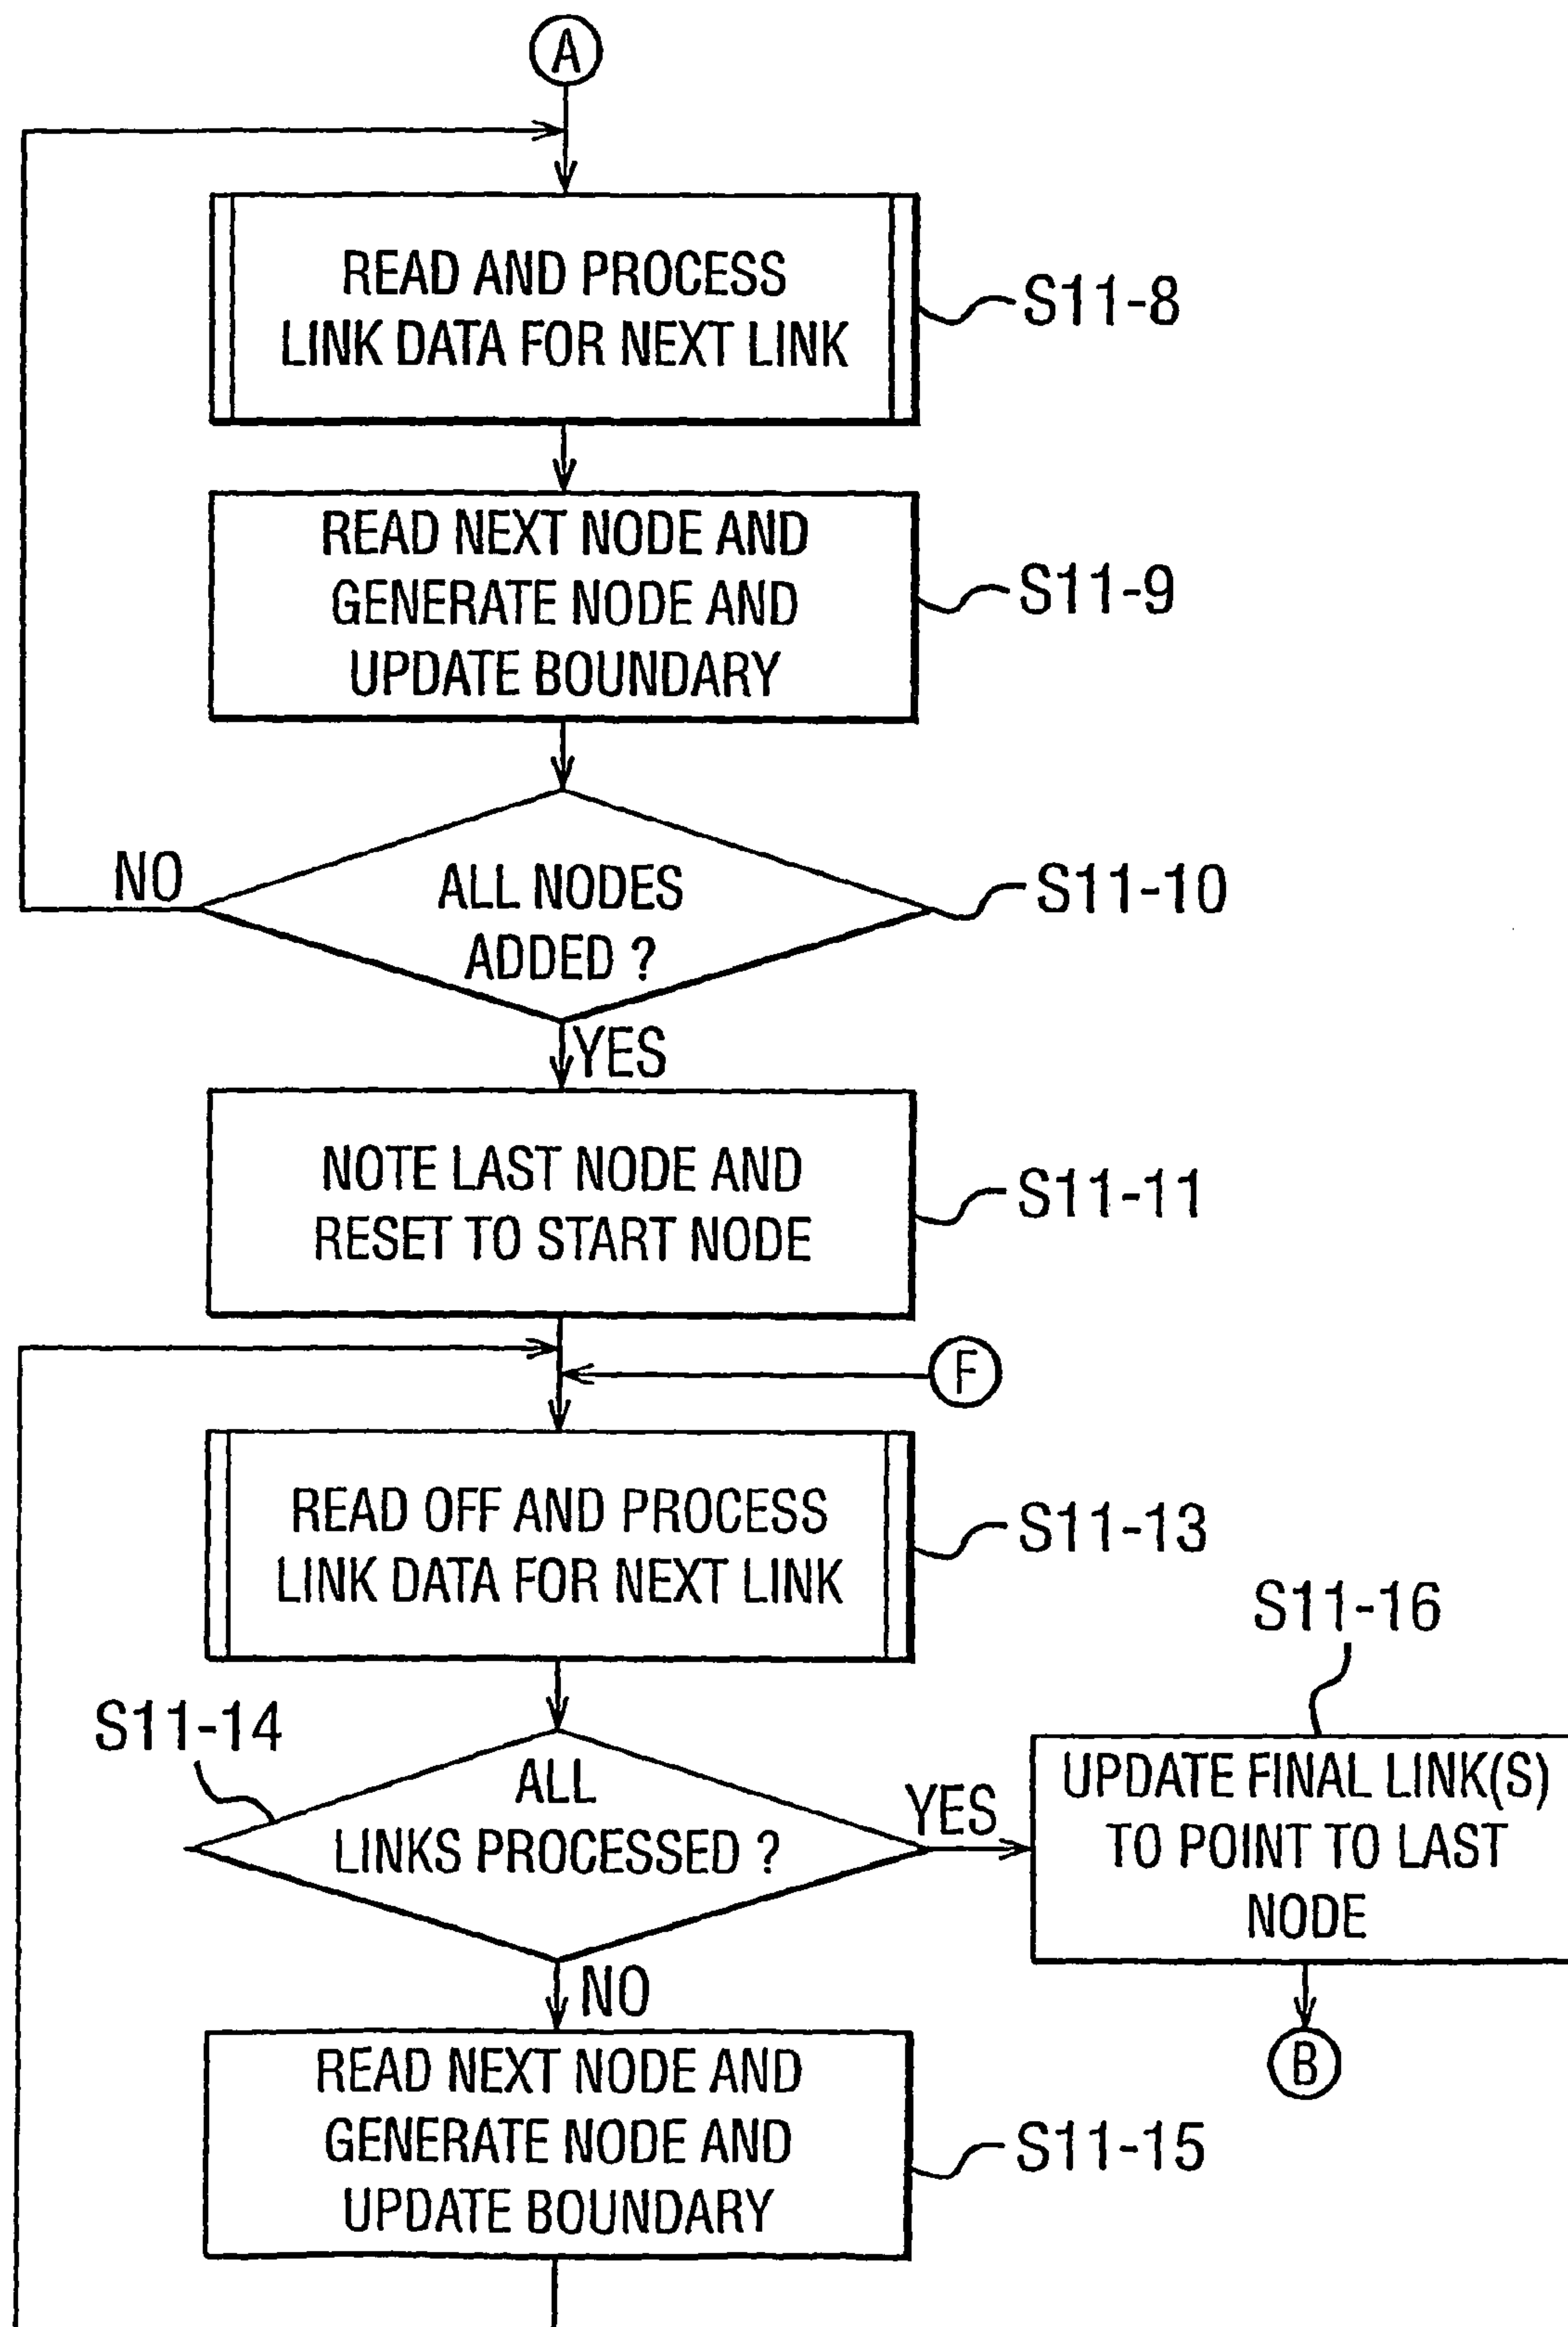 A
READ AND PROCESS
LINK DATA FOR NEXT LINK
S11-8
READ NEXT NODE AND
GENERATE NODE AND
UPDATE BOUNDARY
S11-9
NO
ALL NODES
ADDED ?
S11-10
YES
NOTE LAST NODE AND
RESET TO START NODE
S11-11
F
READ OFF AND PROCESS
LINK DATA FOR NEXT LINK
S11-13
S11-14
ALL
LINKS PROCESSED ?
YES
S11-16
UPDATE FINAL LINK(S)
TO POINT TO LAST
NODE
B
NO
READ NEXT NODE AND
GENERATE NODE AND
UPDATE BOUNDARY
S11-15